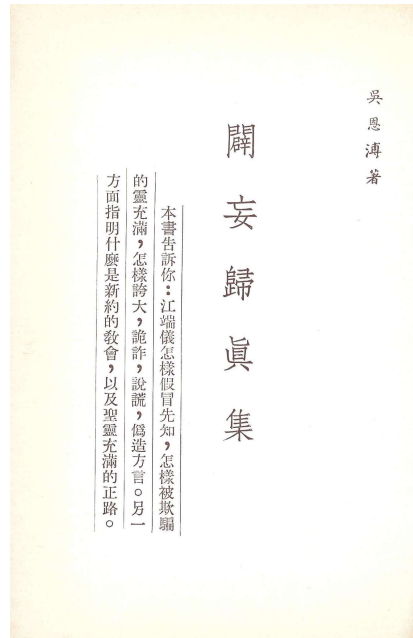 吳恩溥著
闢妄歸眞集
本書告訴你：江端儀怎樣假冒先知，怎樣被欺騙
的靈充滿，怎樣誇大，詭詐，說謊，偽造方言。另一
方面指明什麼是新約的教會，以及聖靈充滿的正路。